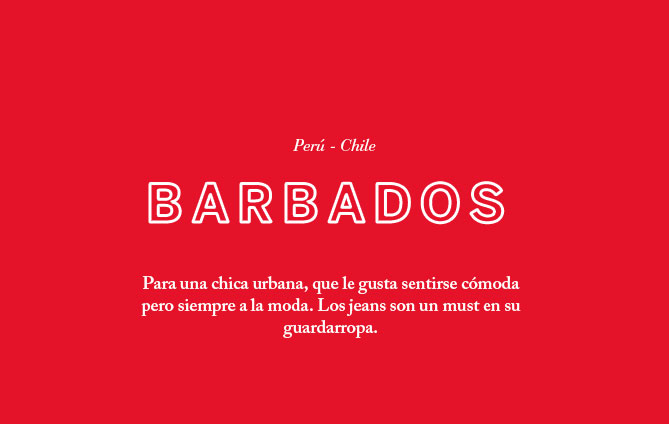 Perú - Chile
BARBADOS
Para una chica urbana, que le gusta sentirse cómoda
pero siempre a la moda. Los jeans son un must en su
guardarropa.